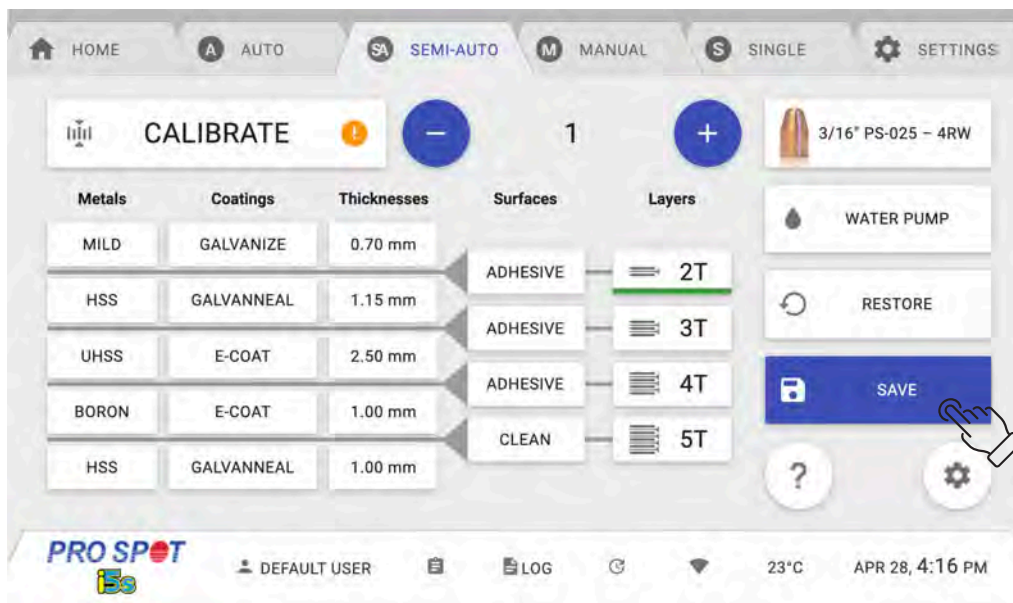 HOME
A AUTO
SA SEMI-AUTO
M MANUAL
S SINGLE
SETTINGS
CALIBRATE !
−
1
+
3/16" PS-025 – 4RW
Metals Coatings Thicknesses Surfaces Layers
WATER PUMP
MILD GALVANIZE 0.70 mm
ADHESIVE 2T
HSS GALVANNEAL 1.15 mm
RESTORE
ADHESIVE 3T
UHSS E-COAT 2.50 mm
ADHESIVE 4T
SAVE
BORON E-COAT 1.00 mm
CLEAN 5T
HSS GALVANNEAL 1.00 mm
?
PRO SPOT
i5s
DEFAULT USER
LOG
23°C
APR 28, 4:16 PM